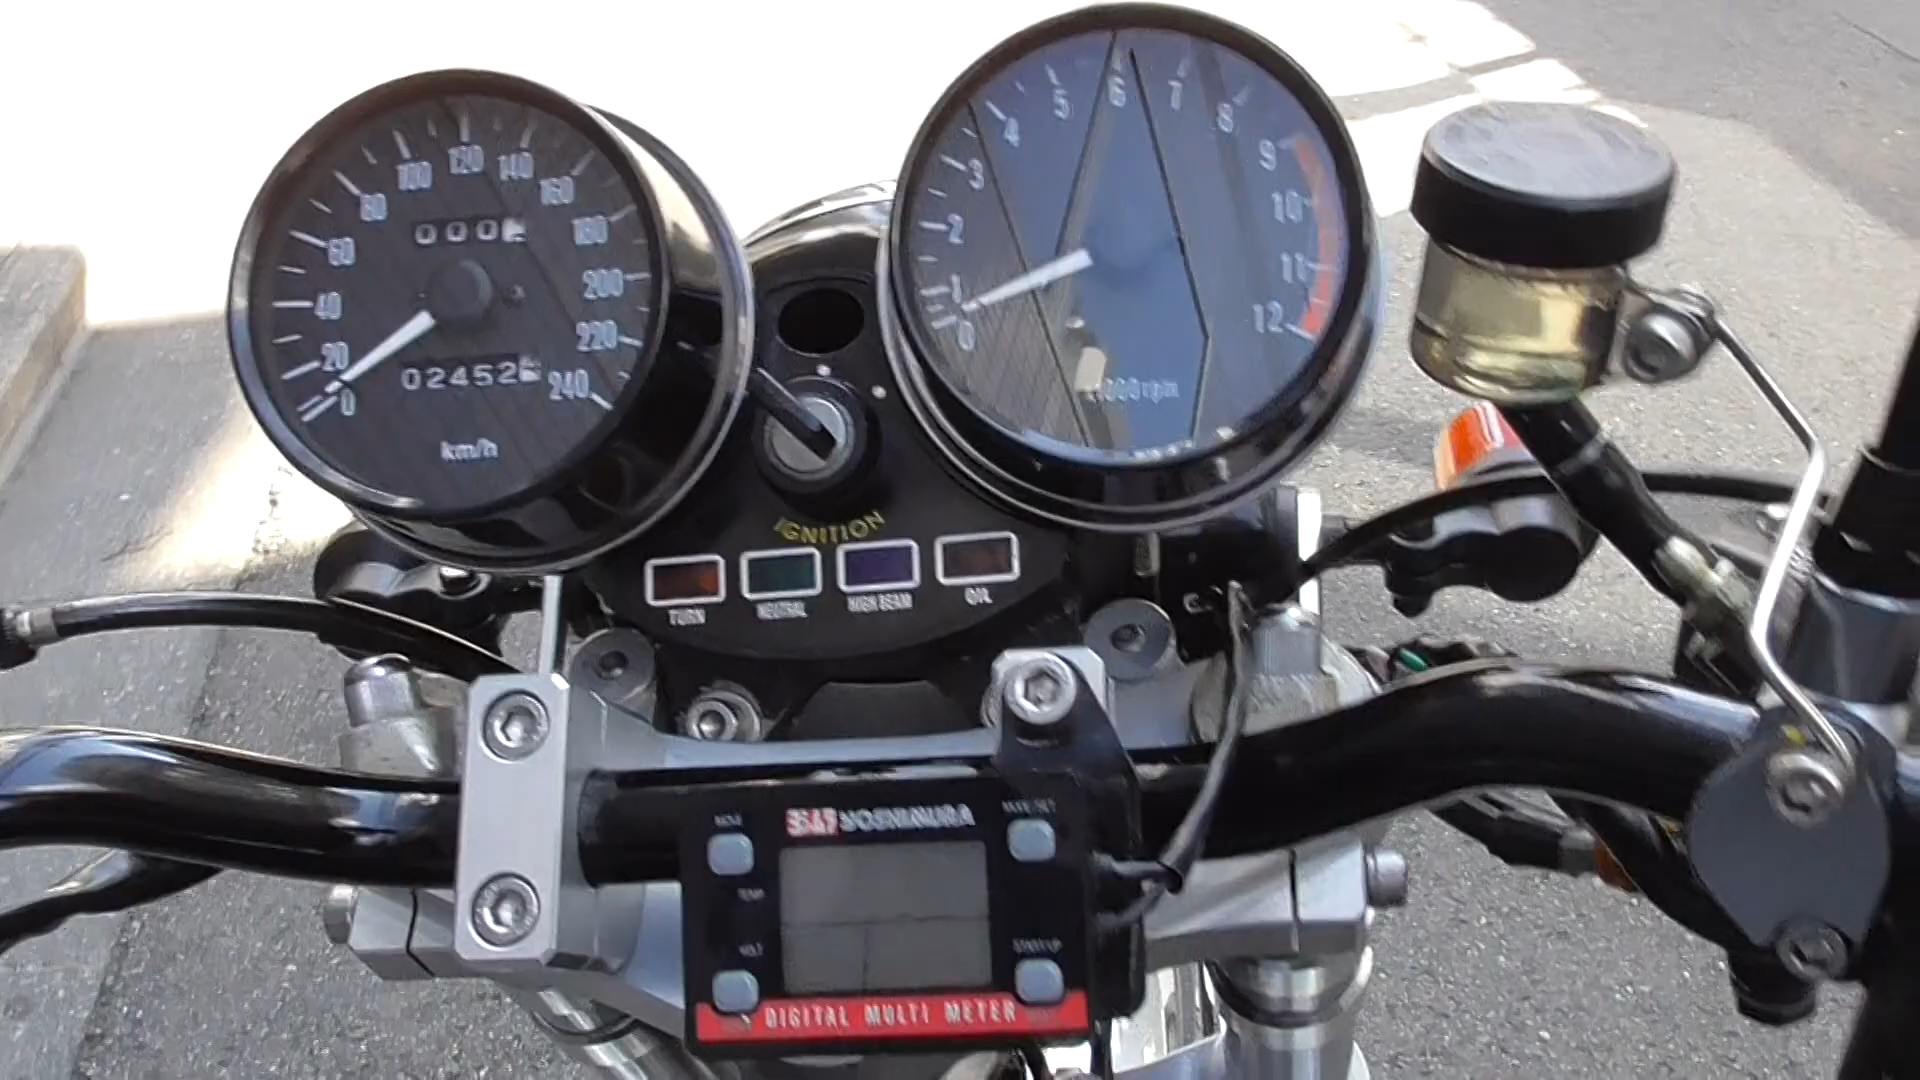 0 20 40 60 80 100 120 140 160 180 200 220 240
000
02452
km/h
0 1 2 3 4 5 6 7 8 9 10 11 12
IGNITION
TURN
NEUTRAL
HIGH BEAM
OIL
YOSHIMURA
TEMP
VOLT
DIGITAL MULTI METER